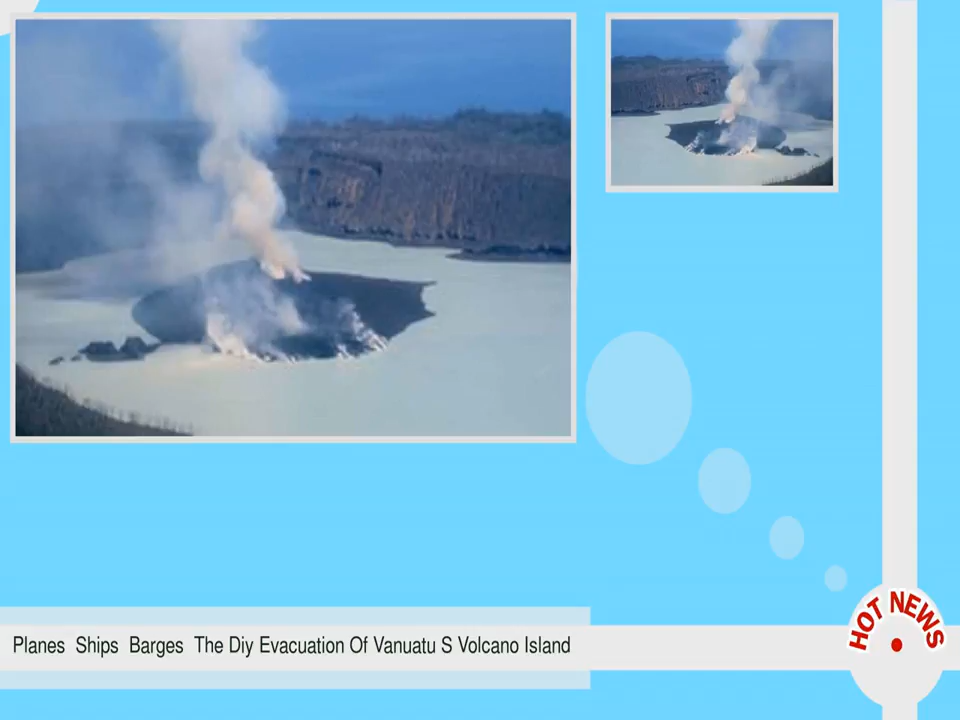 Planes Ships Barges The Diy Evacuation Of Vanuatu S Volcano Island
HOT NEWS